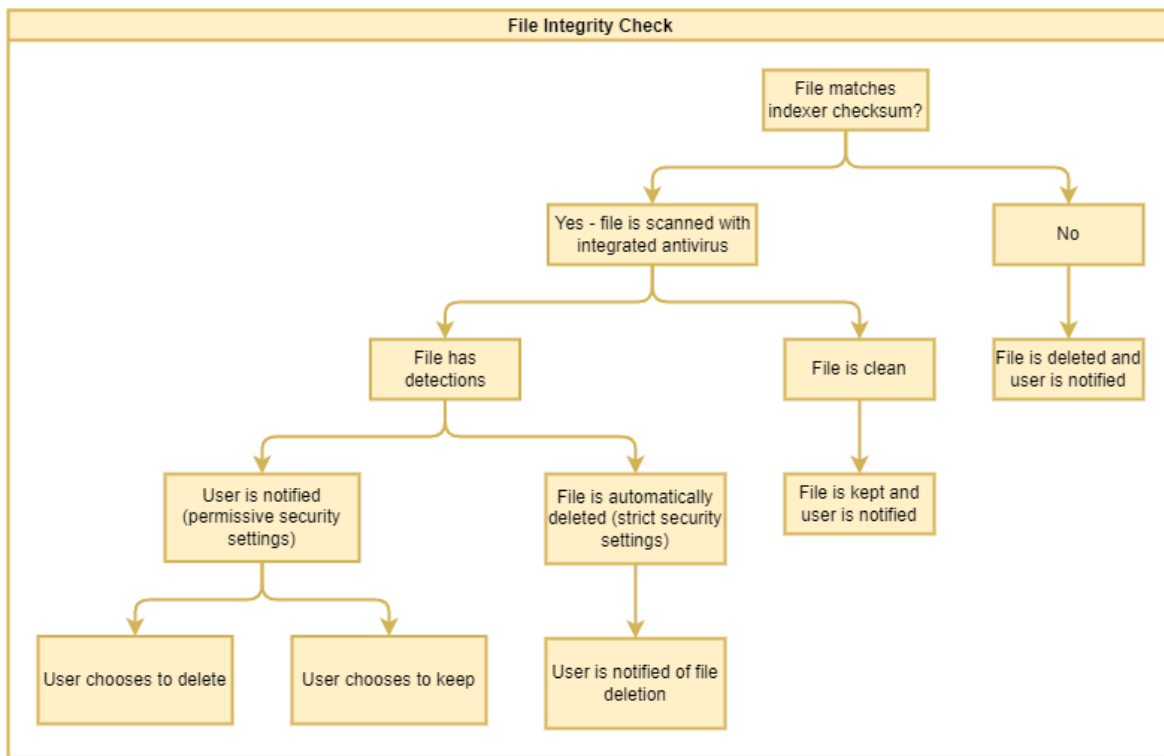 File Integrity Check
File matches
indexer checksum?
Yes - file is scanned with
integrated antivirus
No
File has
detections
File is clean
File is deleted and
user is notified
User is notified
(permissive security
settings)
File is automatically
deleted (strict security
settings)
File is kept and
user is notified
User chooses to delete
User chooses to keep
User is notified of file
deletion